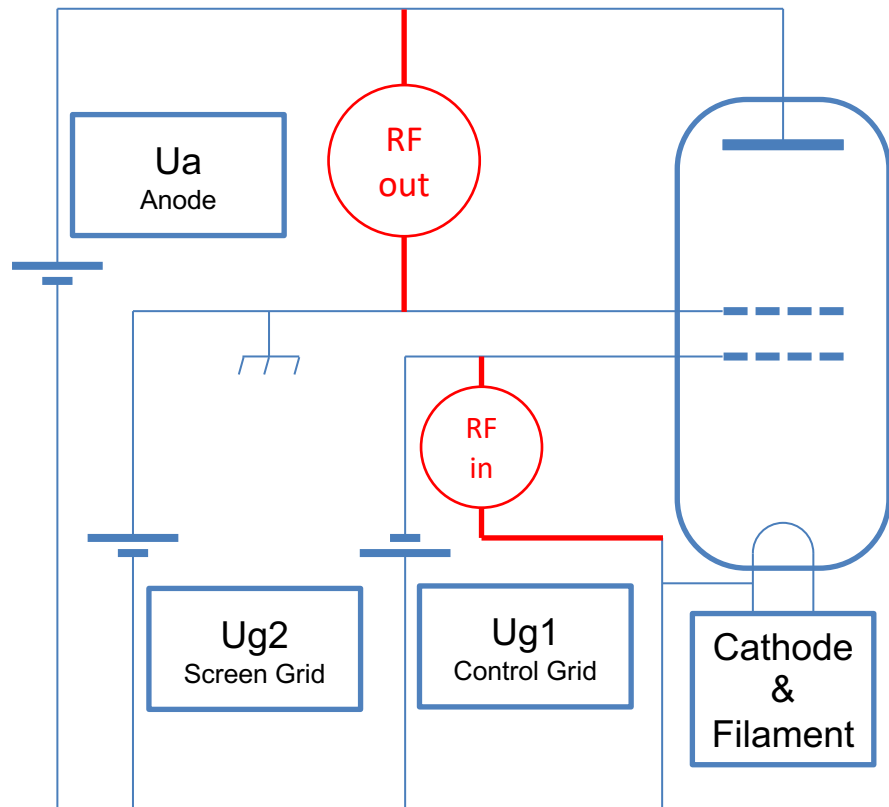 Ua
Anode
RF
out
RF
in
Ug2
Screen Grid
Ug1
Control Grid
Cathode
&
Filament